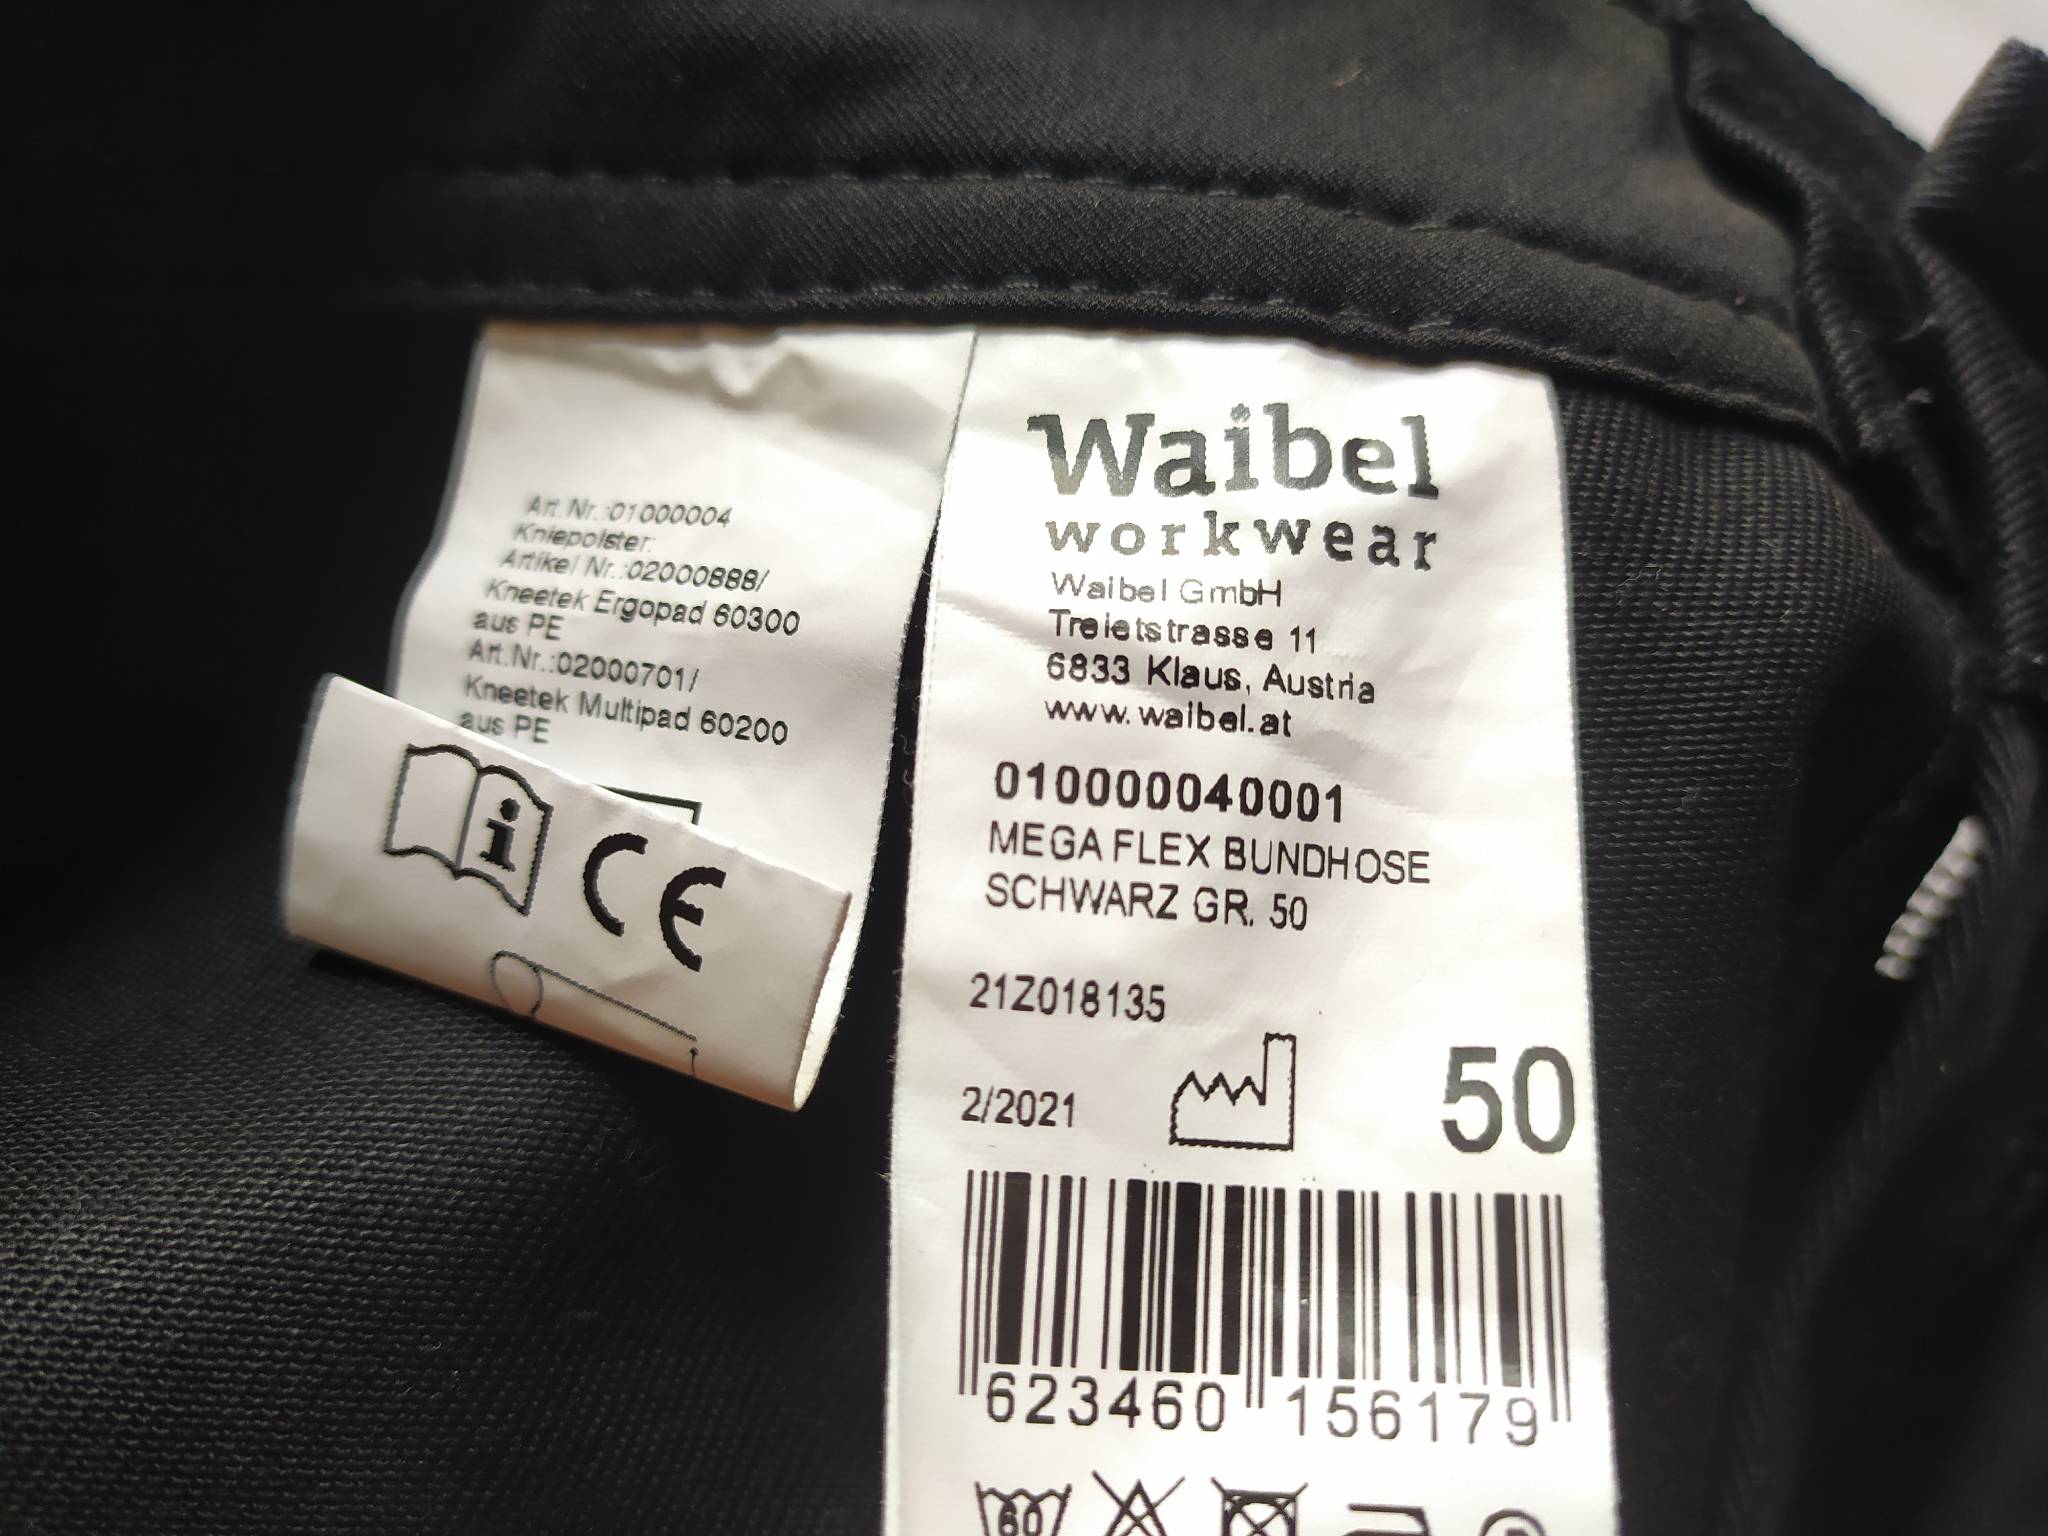 Art.Nr.:01000004
Kniepolster:
Artikel Nr.:02000888/
Kneetek Ergopad 60300
aus PE
Art.Nr.:02000701/
Kneetek Multipad 60200
aus PE
i CE
Waibel
workwear
Waibel GmbH
Treietstrasse 11
6833 Klaus, Austria
www.waibel.at
010000040001
MEGA FLEX BUNDHOSE
SCHWARZ GR. 50
21Z018135
2/2021
50
623460 156179
60